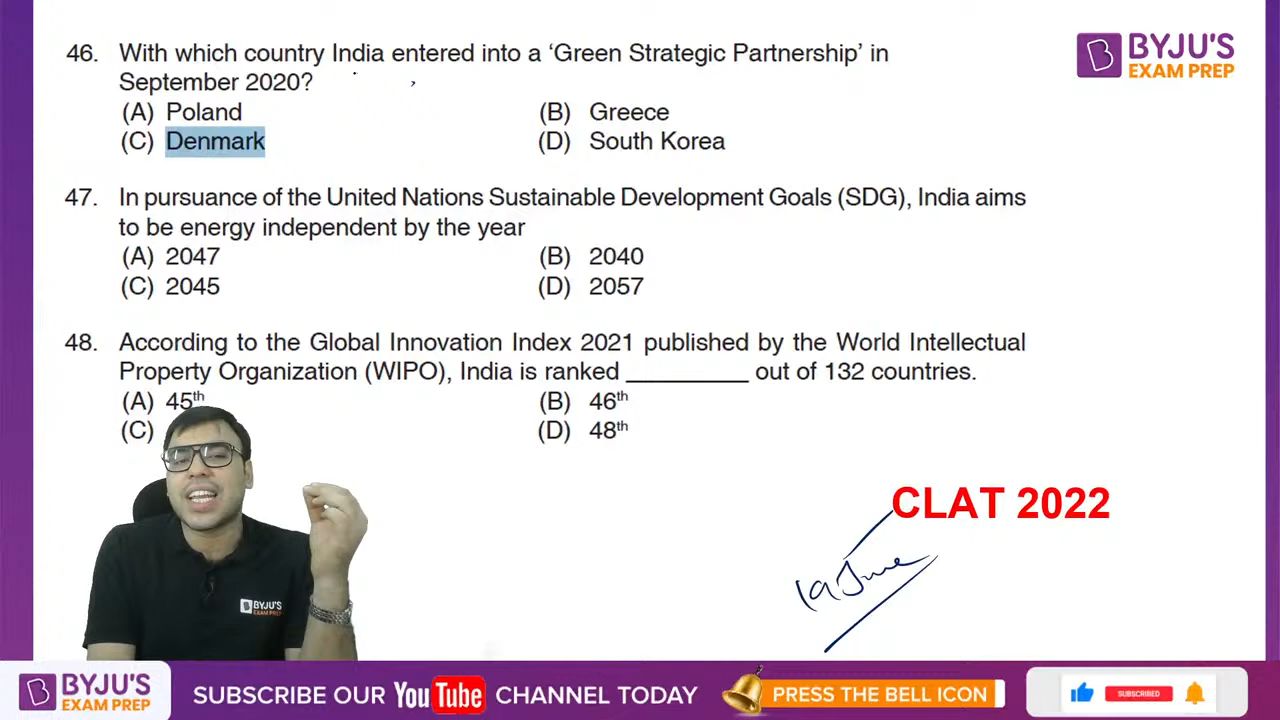 46. With which country India entered into a ‘Green Strategic Partnership’ in
September 2020?
(A) Poland (B) Greece
(C) Denmark (D) South Korea
BYJU'S
EXAM PREP
47. In pursuance of the United Nations Sustainable Development Goals (SDG), India aims
to be energy independent by the year
(A) 2047 (B) 2040
(C) 2045 (D) 2057
48. According to the Global Innovation Index 2021 published by the World Intellectual
Property Organization (WIPO), India is ranked _________ out of 132 countries.
(A) 45th (B) 46th
(C) (D) 48th
CLAT 2022
19 June
BYJU'S
EXAM PREP
BYJU'S
EXAM PREP
SUBSCRIBE OUR YouTube CHANNEL TODAY
PRESS THE BELL ICON
SUBSCRIBED